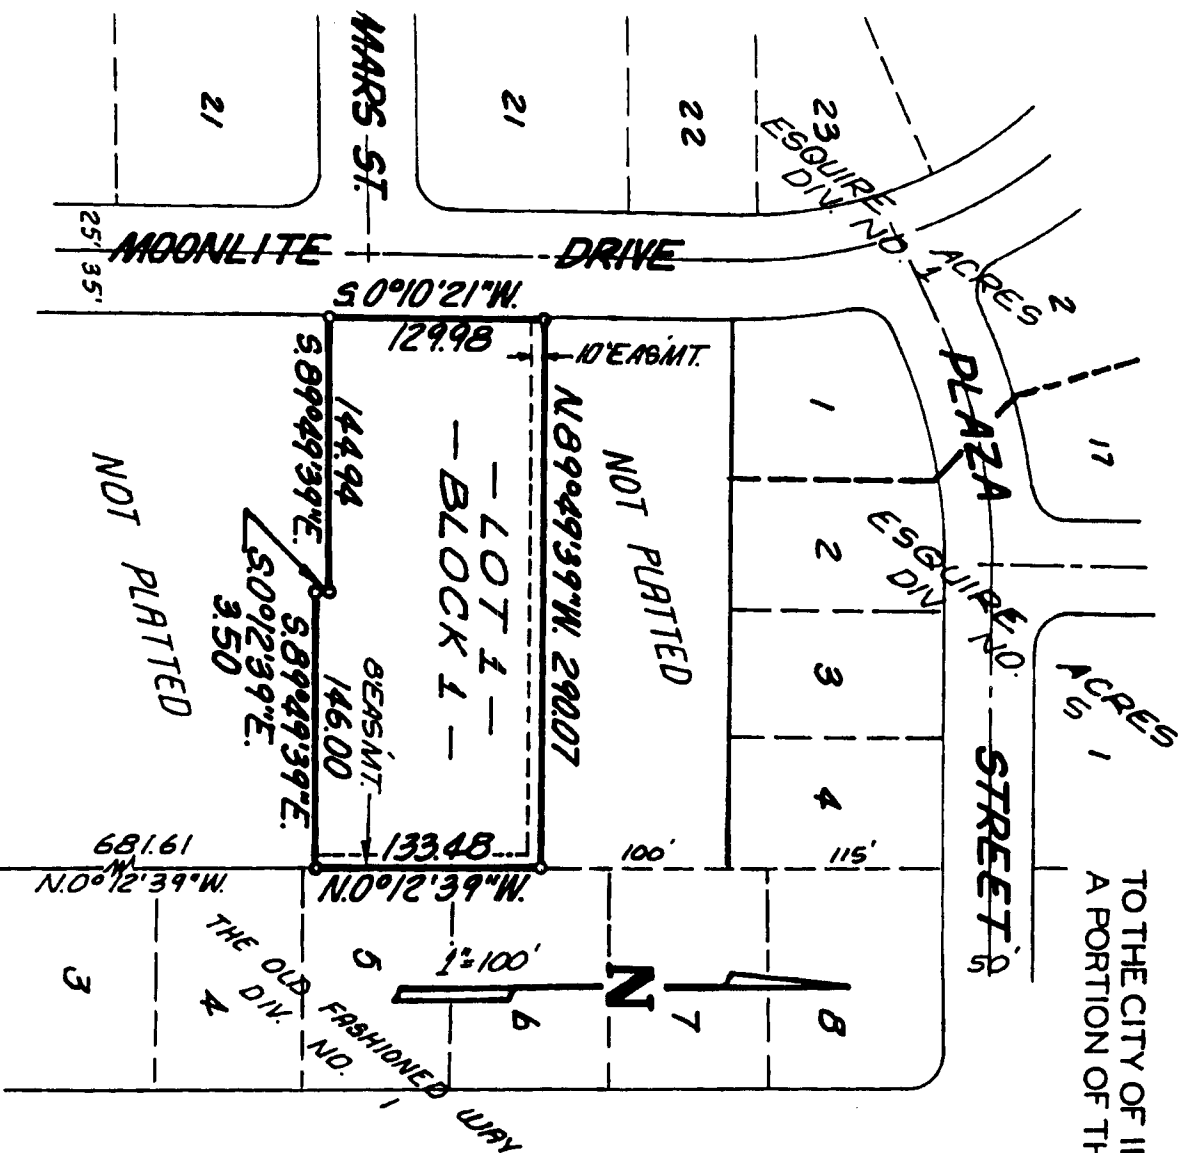 21
MARS ST.
21
22
23
ESQUIRE ACRES
DIV. NO. 1
2
25'
35'
MOONLITE DRIVE
S.0°10'21"W.
129.98
10' EASM'T.
PLAZA STREET
17
1
2
3
4
ESQUIRE ACRES
DIV. NO. 1
S
S.89°49'39"E.
144.94
N.89°49'39"W. 290.07
NOT PLATTED
— LOT 1 —
— BLOCK 1 —
NOT PLATTED
S.0°12'39"E.
3.50
S.89°49'39"E.
146.00
8' EASM'T.
133.48
N.0°12'39"W.
681.61
N.0°12'39"W.
100'
115'
50'
3
4
5
6
7
8
1"=100'
N
THE OLD FASHIONED WAY
DIV. NO. 1
TO THE CITY OF
A PORTION OF